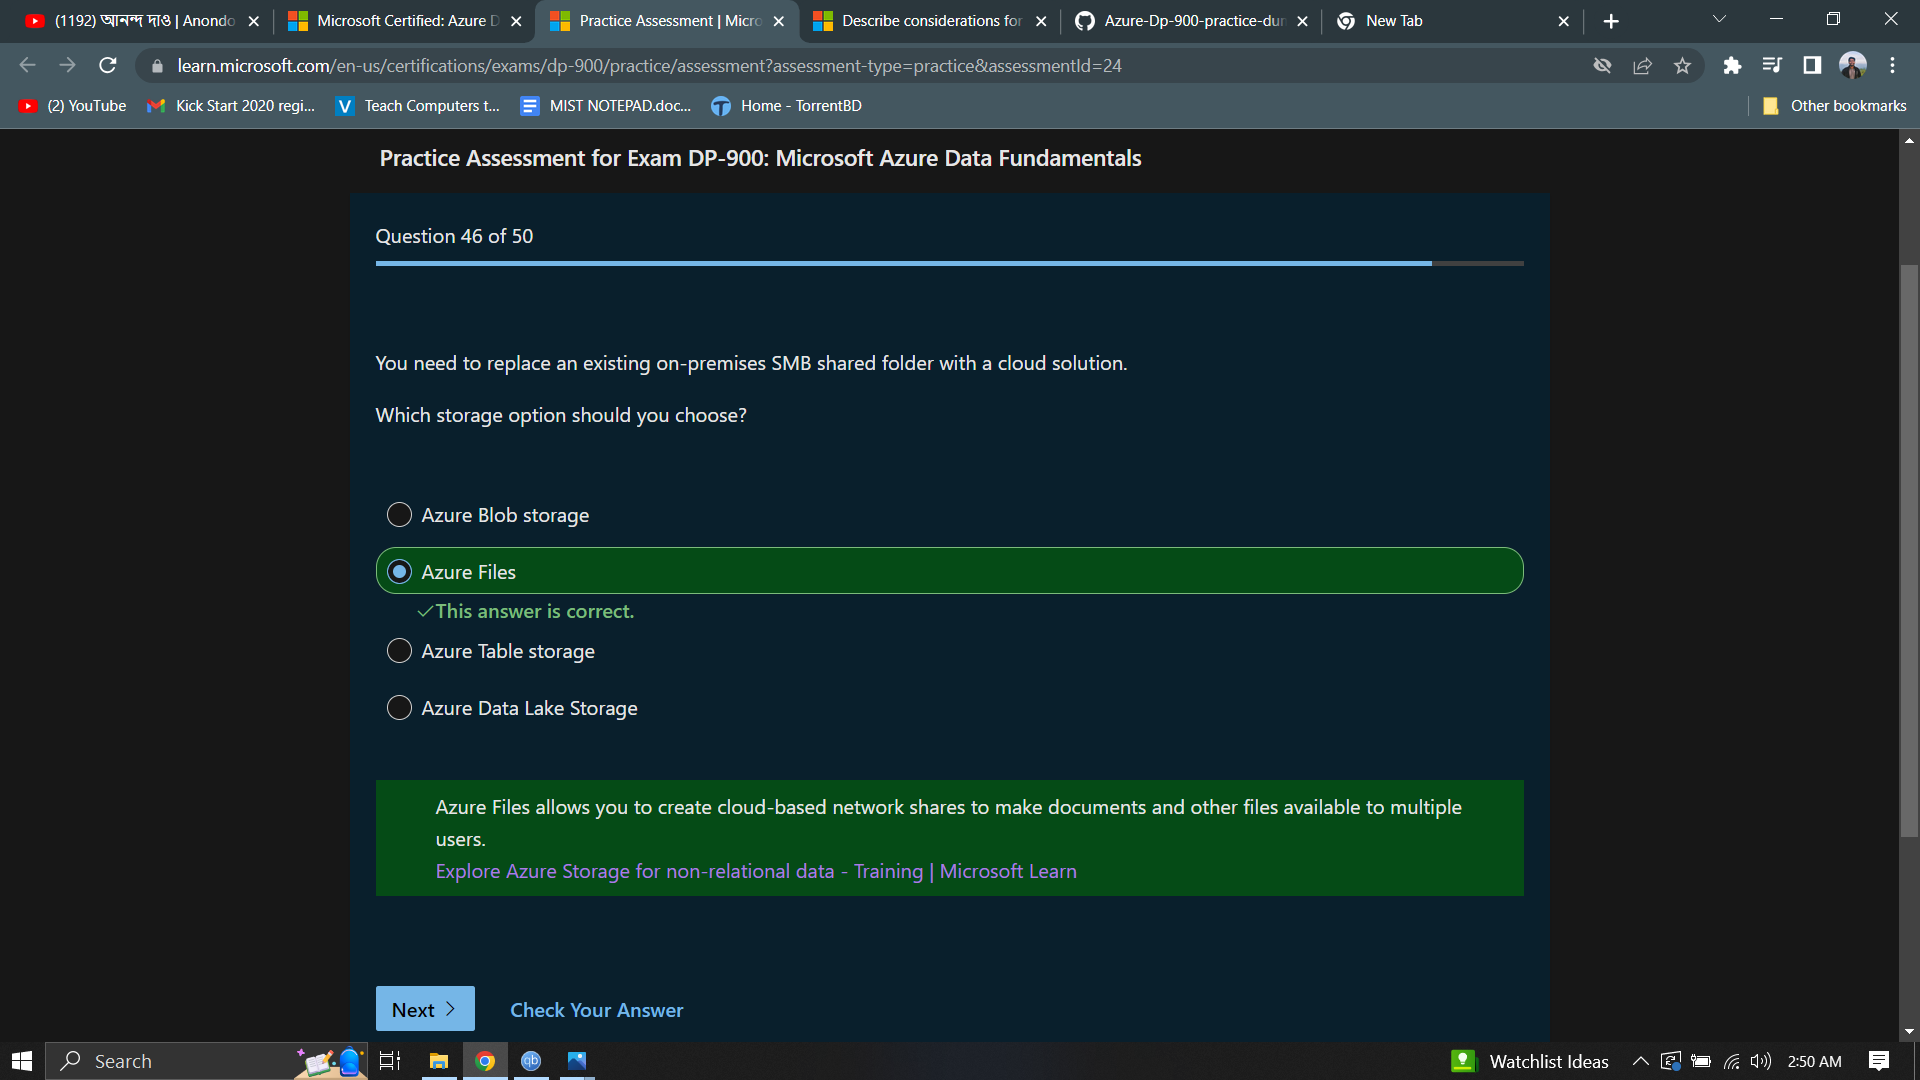 (1192) আনন্দ দাও | Anondo
Microsoft Certified: Azure D
Practice Assessment | Micro
Describe considerations for
Azure-Dp-900-practice-dun
New Tab
learn.microsoft.com/en-us/certifications/exams/dp-900/practice/assessment?assessment-type=practice&assessmentId=24
(2) YouTube
Kick Start 2020 regi...
Teach Computers t...
MIST NOTEPAD.doc...
Home - TorrentBD
Other bookmarks
Practice Assessment for Exam DP-900: Microsoft Azure Data Fundamentals
Question 46 of 50
You need to replace an existing on-premises SMB shared folder with a cloud solution.
Which storage option should you choose?
Azure Blob storage
Azure Files
This answer is correct.
Azure Table storage
Azure Data Lake Storage
Azure Files allows you to create cloud-based network shares to make documents and other files available to multiple
users.
Explore Azure Storage for non-relational data - Training | Microsoft Learn
Next
Check Your Answer
Search
qb
Watchlist Ideas
2:50 AM